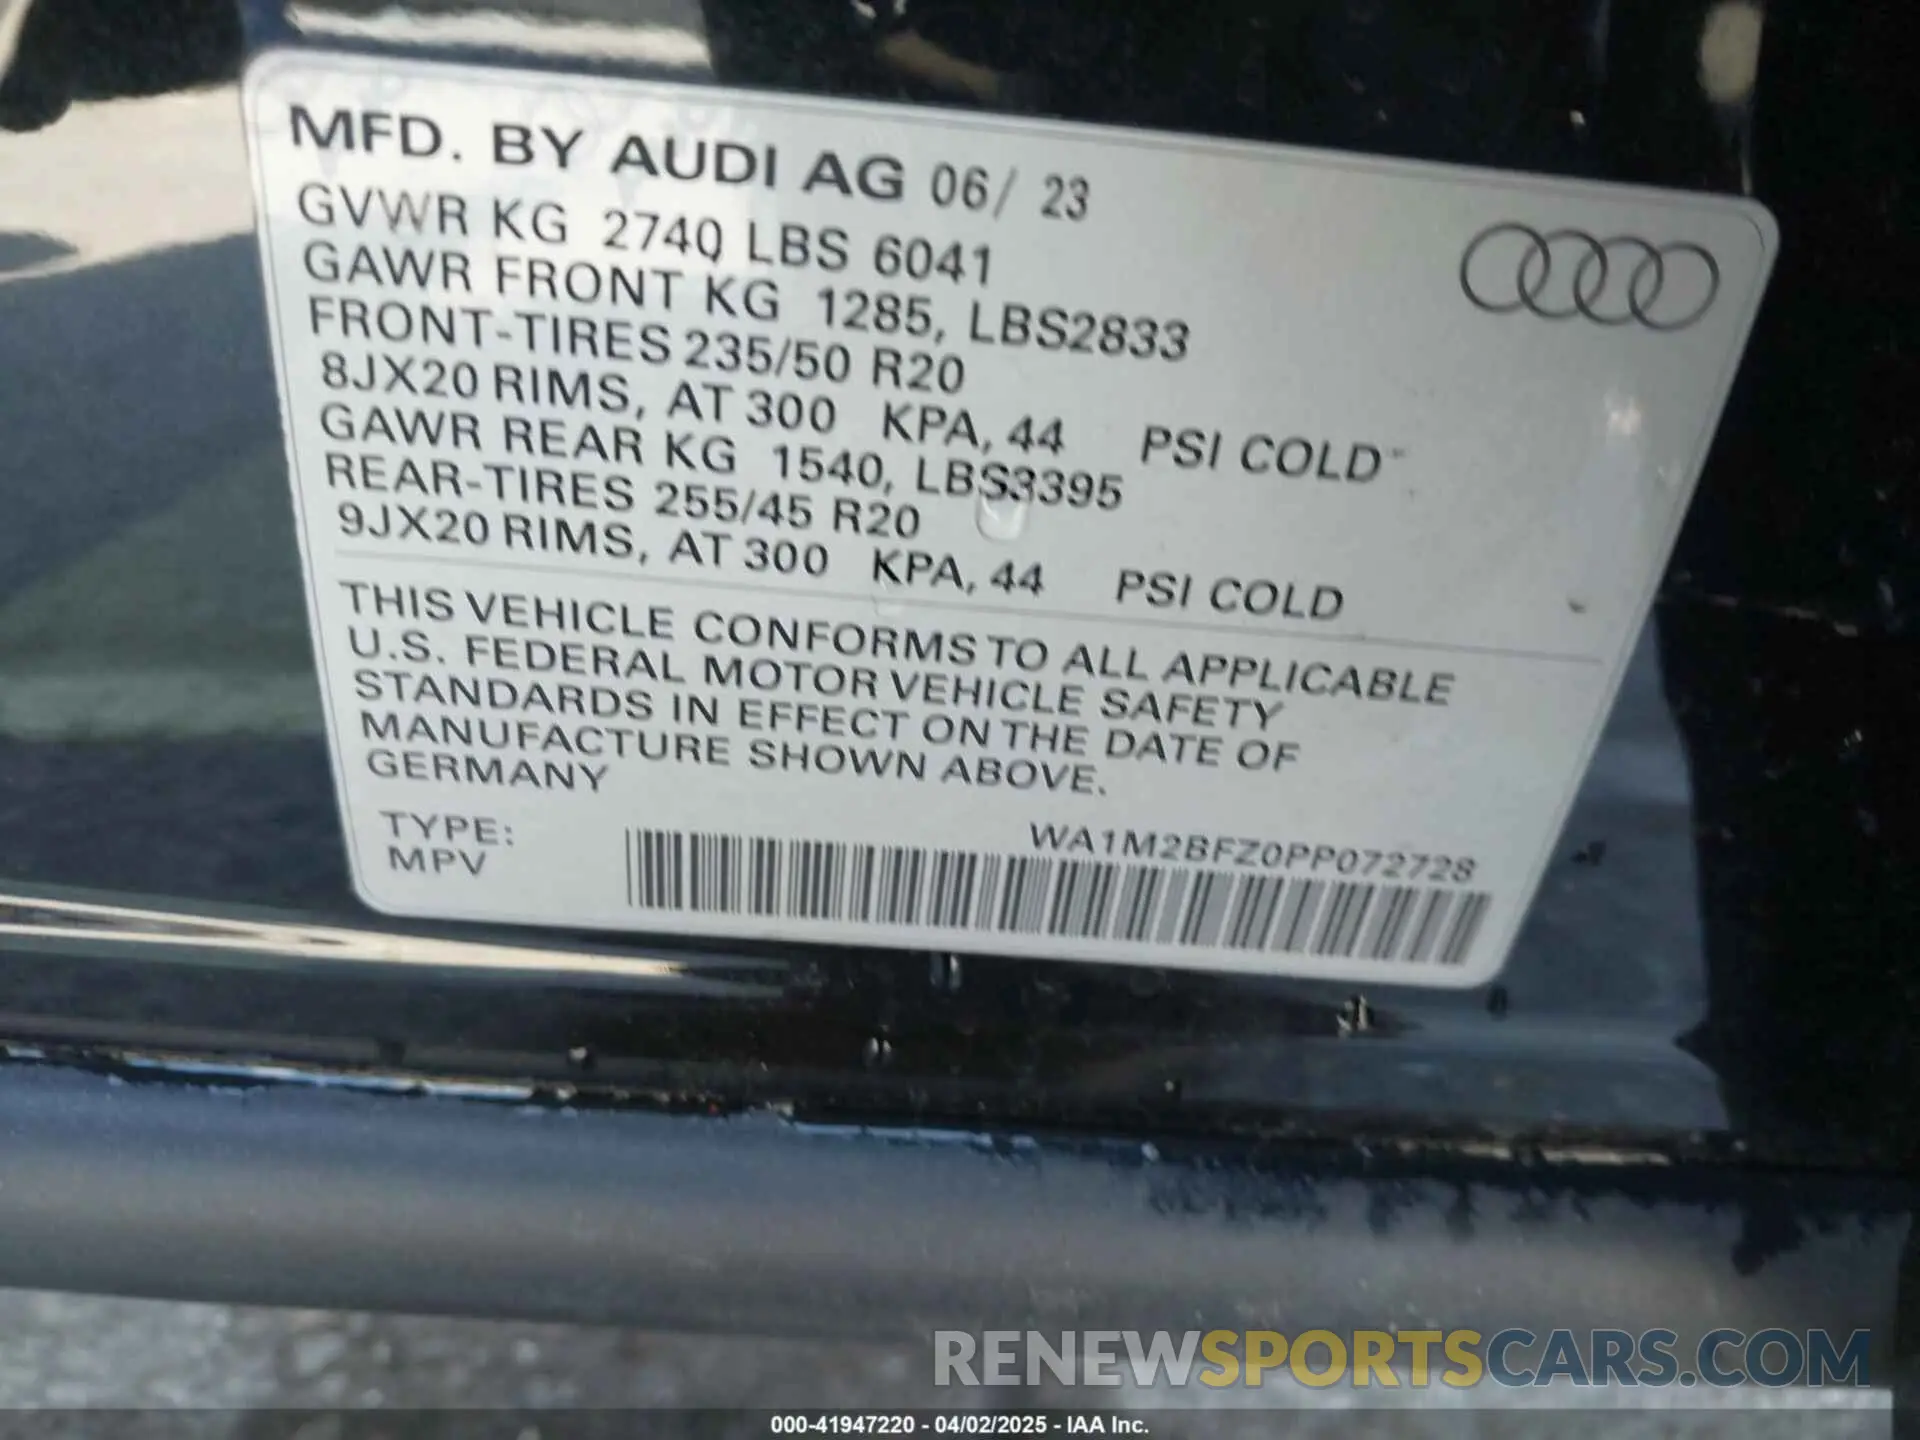 MFD. BY AUDI AG 06/ 23
GVWR KG 2740 LBS 6041
GAWR FRONT KG 1285, LBS2833
FRONT-TIRES 235/50 R20
8JX20 RIMS, AT 300 KPA, 44 PSI COLD
GAWR REAR KG 1540, LBS3395
REAR-TIRES 255/45 R20
9JX20 RIMS, AT 300 KPA, 44 PSI COLD
THIS VEHICLE CONFORMS TO ALL APPLICABLE
U.S. FEDERAL MOTOR VEHICLE SAFETY
STANDARDS IN EFFECT ON THE DATE OF
MANUFACTURE SHOWN ABOVE.
GERMANY
TYPE:
MPV
WA1M2BFZ0PP072728
RENEWSPORTSCARS.COM
000-41947220 - 04/02/2025 - IAA Inc.